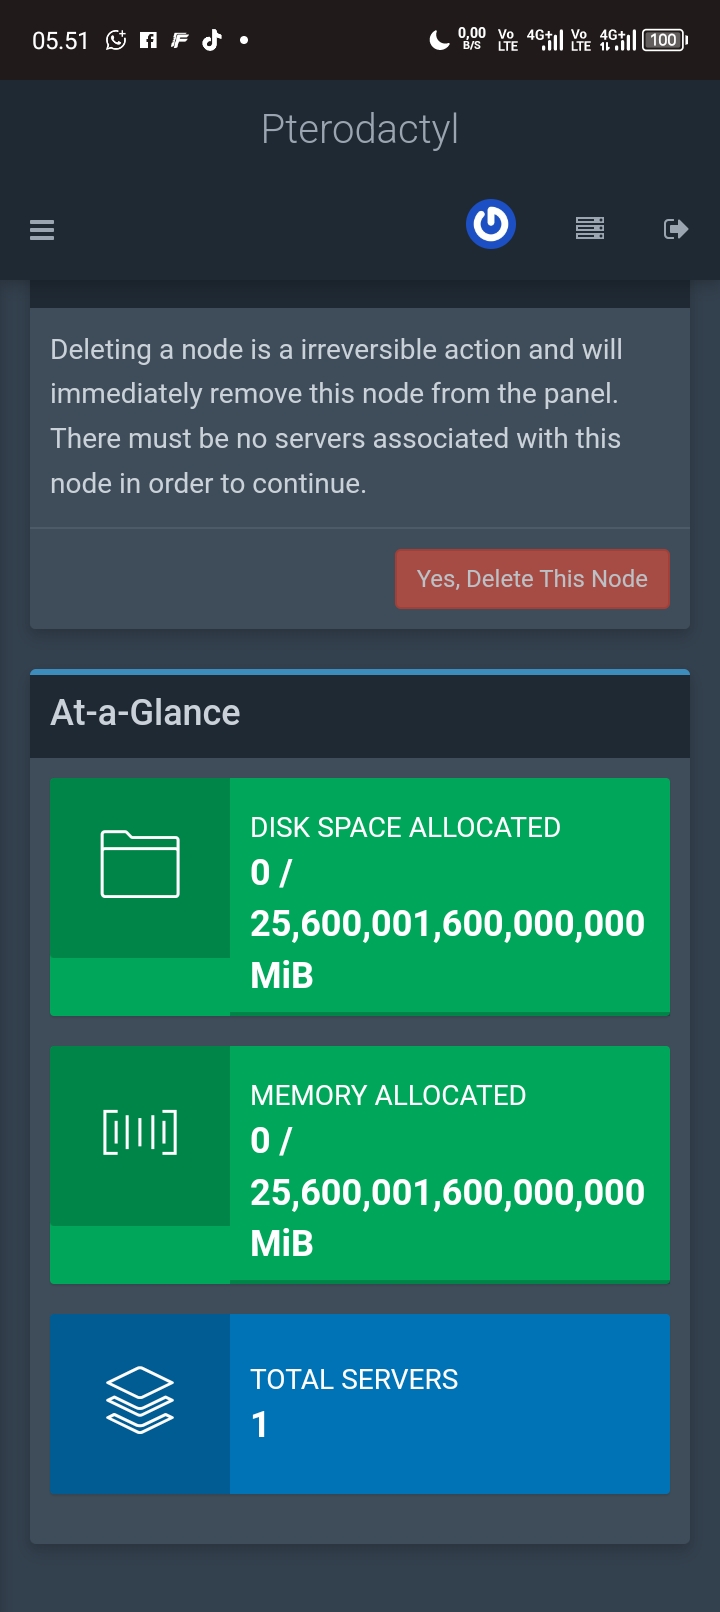 05.51
0,00 B/S
Vo LTE
4G+
Vo LTE
4G+
100
Pterodactyl
Deleting a node is a irreversible action and will
immediately remove this node from the panel.
There must be no servers associated with this
node in order to continue.
Yes, Delete This Node
At-a-Glance
DISK SPACE ALLOCATED
0 /
25,600,001,600,000,000
MiB
MEMORY ALLOCATED
0 /
25,600,001,600,000,000
MiB
TOTAL SERVERS
1